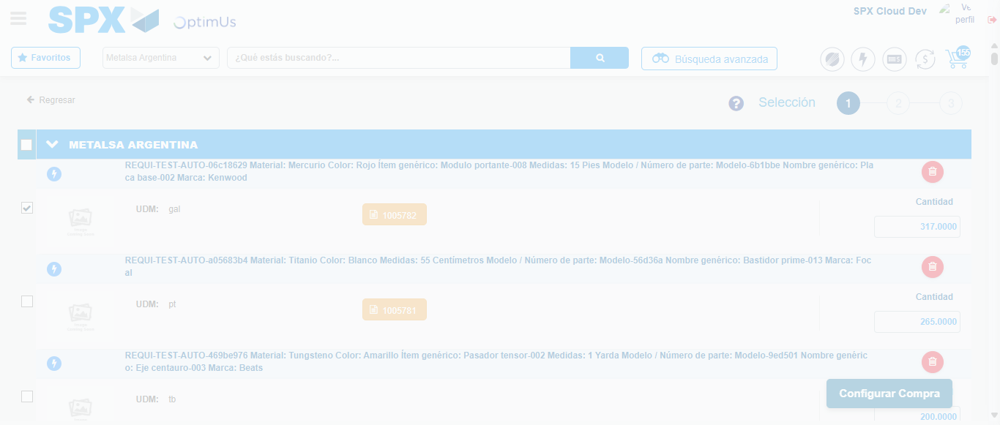 SPX
OptimUs
SPX Cloud Dev
Ve
perfil
Favoritos
Metalsa Argentina
¿Qué estás buscando?...
Búsqueda avanzada
155
Regresar
Selección
1
2
3
METALSA ARGENTINA
REQUI-TEST-AUTO-06c18629 Material: Mercurio Color: Rojo Ítem genérico: Modulo portante-008 Medidas: 15 Pies Modelo / Número de parte: Modelo-6b1bbe Nombre genérico: Pla
ca base-002 Marca: Kenwood
UDM: gal
1005782
Cantidad
317.0000
REQUI-TEST-AUTO-a05683b4 Material: Titanio Color: Blanco Medidas: 55 Centímetros Modelo / Número de parte: Modelo-56d36a Nombre genérico: Bastidor prime-013 Marca: Foc
al
UDM: pt
1005781
Cantidad
265.0000
REQUI-TEST-AUTO-469be976 Material: Tungsteno Color: Amarillo Ítem genérico: Pasador tensor-002 Medidas: 1 Yarda Modelo / Número de parte: Modelo-9ed501 Nombre genéric
o: Eje centauro-003 Marca: Beats
UDM: tb
Configurar Compra
200.0000